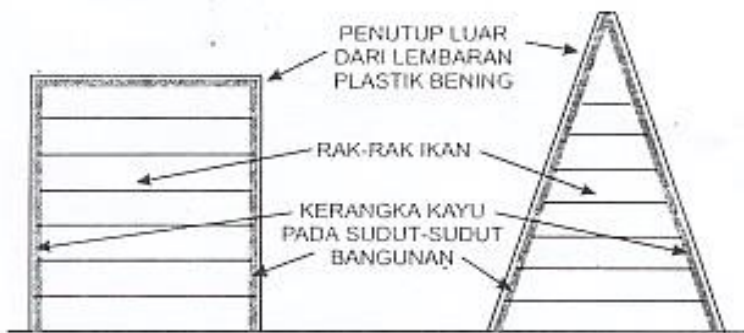 PENUTUP LUAR
DARI LEMBARAN
PLASTIK BENING
RAK-RAK IKAN
KERANGKA KAYU
PADA SUDUT-SUDUT
BANGUNAN